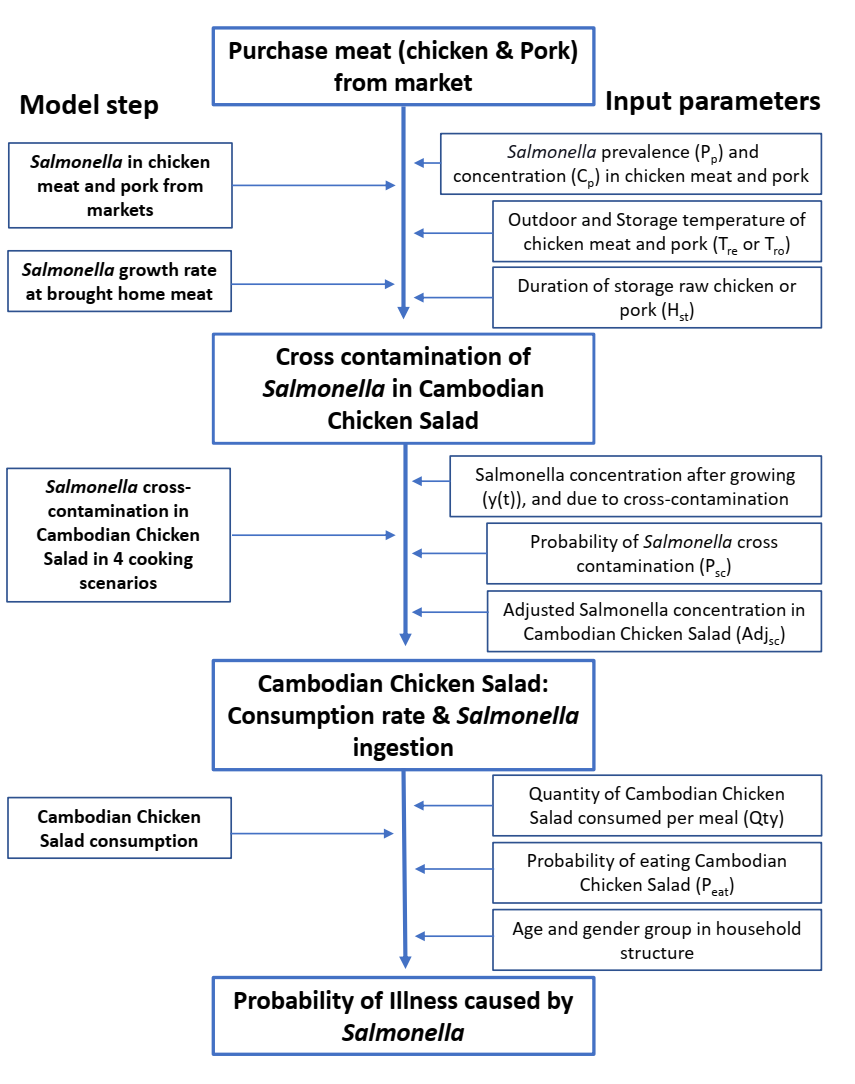 Purchase meat (chicken & Pork)
from market
Model step
Input parameters
Salmonella in chicken
meat and pork from
markets
Salmonella prevalence (Pp) and
concentration (Cp) in chicken meat and pork
Outdoor and Storage temperature of
chicken meat and pork (Tre or Tro)
Salmonella growth rate
at brought home meat
Duration of storage raw chicken or
pork (Hst)
Cross contamination of
Salmonella in Cambodian
Chicken Salad
Salmonella cross-
contamination in
Cambodian Chicken
Salad in 4 cooking
scenarios
Salmonella concentration after growing
(y(t)), and due to cross-contamination
Probability of Salmonella cross
contamination (Psc)
Adjusted Salmonella concentration in
Cambodian Chicken Salad (Adjsc)
Cambodian Chicken Salad:
Consumption rate & Salmonella
ingestion
Cambodian Chicken
Salad consumption
Quantity of Cambodian Chicken
Salad consumed per meal (Qty)
Probability of eating Cambodian
Chicken Salad (Peat)
Age and gender group in household
structure
Probability of Illness caused by
Salmonella